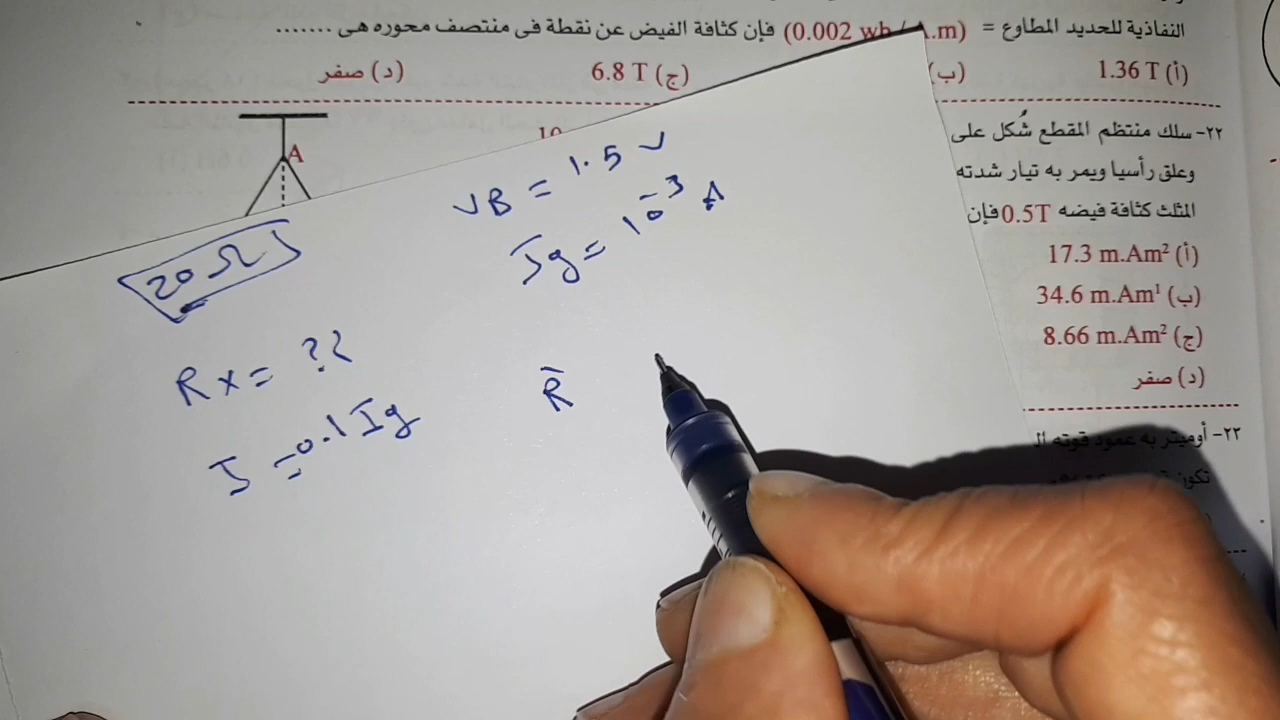 النفاذية للحديد المطاوع = (0.002 wb / A.m) فإن كثافة الفيض عن نقطة فى منتصف محوره هى .......
(أ) 1.36 T (ب) (ج) 6.8 T (د) صفر
٢٢- سلك منتظم المقطع شُكل على
وعلق رأسيا ويمر به تيار شدته
المثلث كثافة فيضه 0.5T فإن
(أ) 17.3 m.Am²
(ب) 34.6 m.Am¹
(ج) 8.66 m.Am²
(د) صفر
٢٣- أوميتر به عمود قوته ال
تكون
A
10
VB = 1.5 V
Ig = 10⁻³ A
20 Ω
Rx = ??
I = 0.1 Ig
R̄